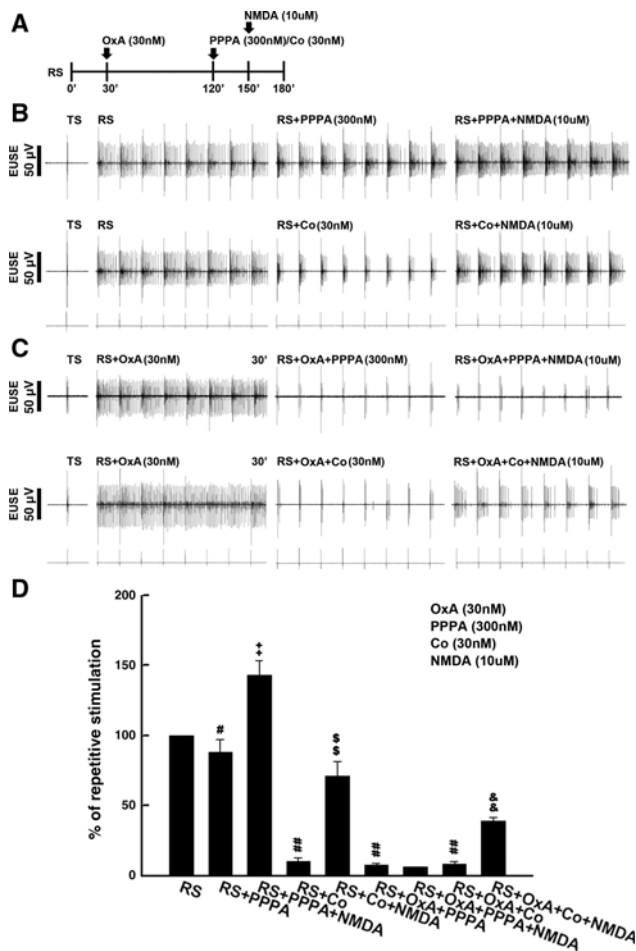 A
NMDA (10uM)
OxA (30nM) PPPA (300nM)/Co (30nM)
RS
0' 30' 120' 150' 180'
B
TS RS RS+PPPA (300nM) RS+PPPA+NMDA (10uM)
EUSE
50 µV
TS RS RS+Co (30nM) RS+Co+NMDA (10uM)
EUSE
50 µV
C
TS RS+OxA (30nM) 30' RS+OxA+PPPA (300nM) RS+OxA+PPPA+NMDA (10uM)
EUSE
50 µV
TS RS+OxA (30nM) 30' RS+OxA+Co (30nM) RS+OxA+Co+NMDA (10uM)
EUSE
50 µV
D
% of repetitive stimulation
200
150
100
50
0
OxA (30nM)
PPPA (300nM)
Co (30nM)
NMDA (10uM)
# ++ ## $$ ## ## &&
RS
RS+PPPA
RS+PPPA+NMDA
RS+Co
RS+Co+NMDA
RS+OxA+PPPA
RS+OxA+PPPA+NMDA
RS+OxA+Co
RS+OxA+Co+NMDA